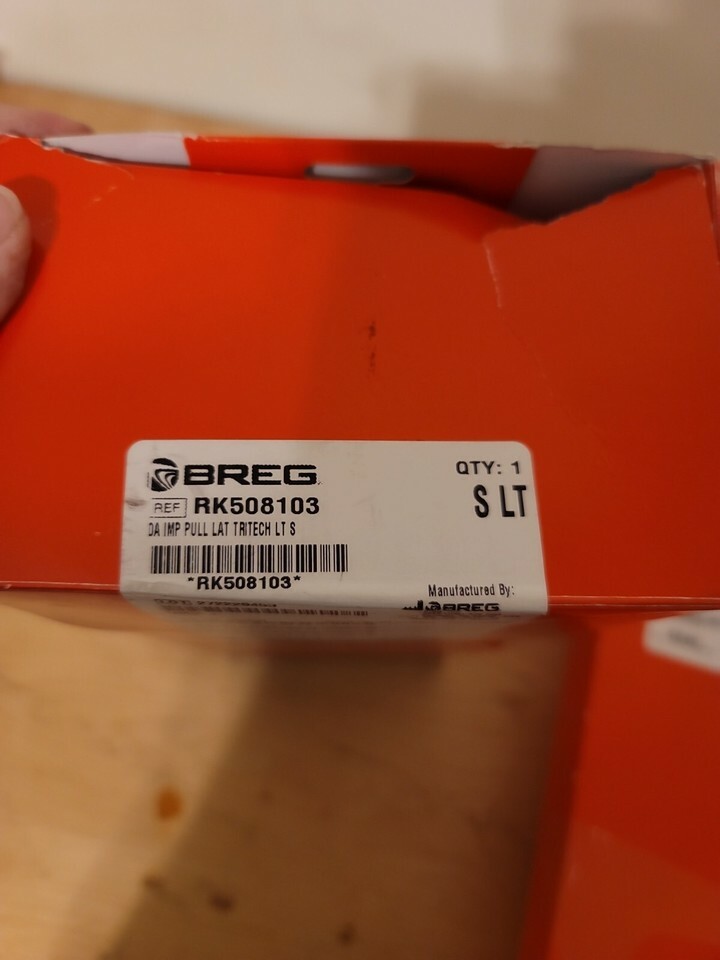 BREG
QTY: 1
REF RK508103
S LT
DA IMP PULL LAT TRITECH LT S
*RK508103*
Manufactured By:
BREG